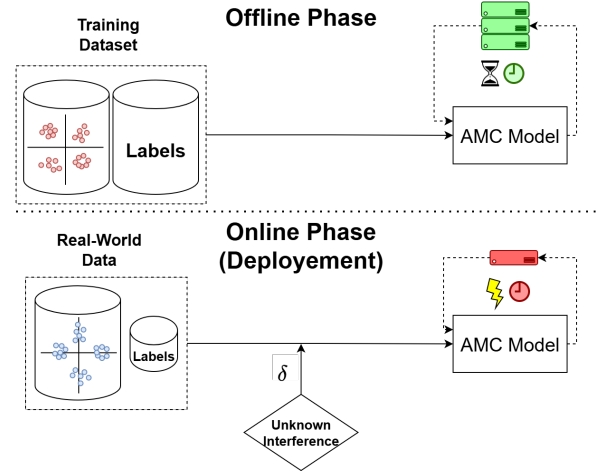 Offline Phase
Training
Dataset
Labels
AMC Model
Online Phase
(Deployement)
Real-World
Data
Labels
AMC Model
δ
Unknown
Interference